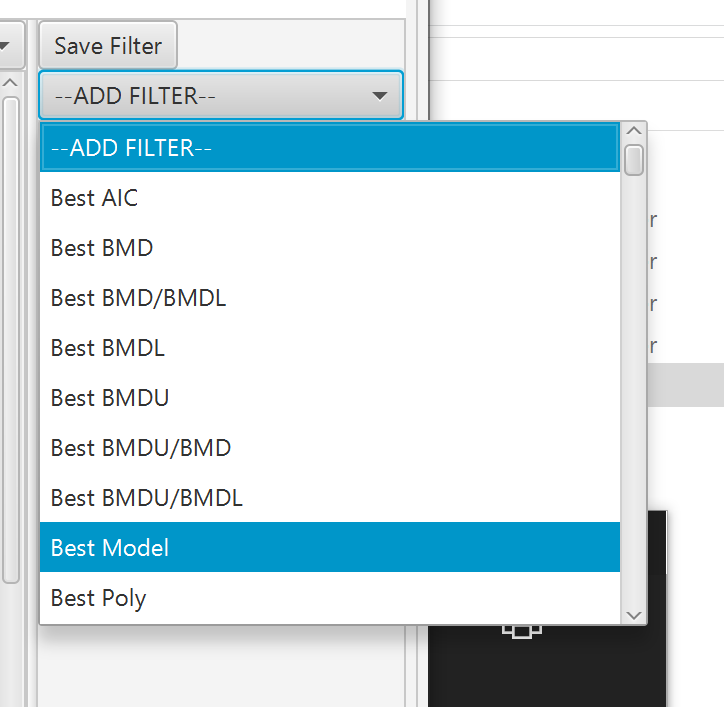 Save Filter
--ADD FILTER--
--ADD FILTER--
Best AIC
Best BMD
Best BMD/BMDL
Best BMDL
Best BMDU
Best BMDU/BMD
Best BMDU/BMDL
Best Model
Best Poly
r
r
r
r